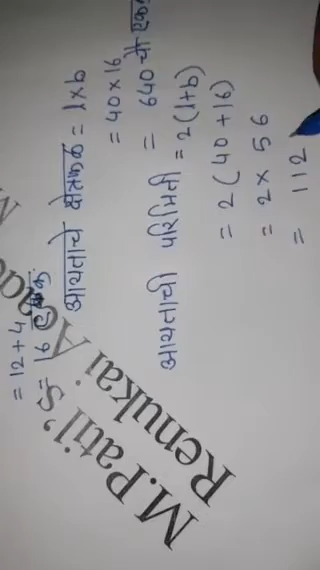 = 12 + 4
= 16 एकक
आयताचे क्षेत्रफळ = l × b
= 40 × 16
= 640 चौ एकक
आयताची परिमिती = 2 (l + b)
= 2 ( 40 + 16 )
= 2 × 56
= 112
M.Patil's
Renukai